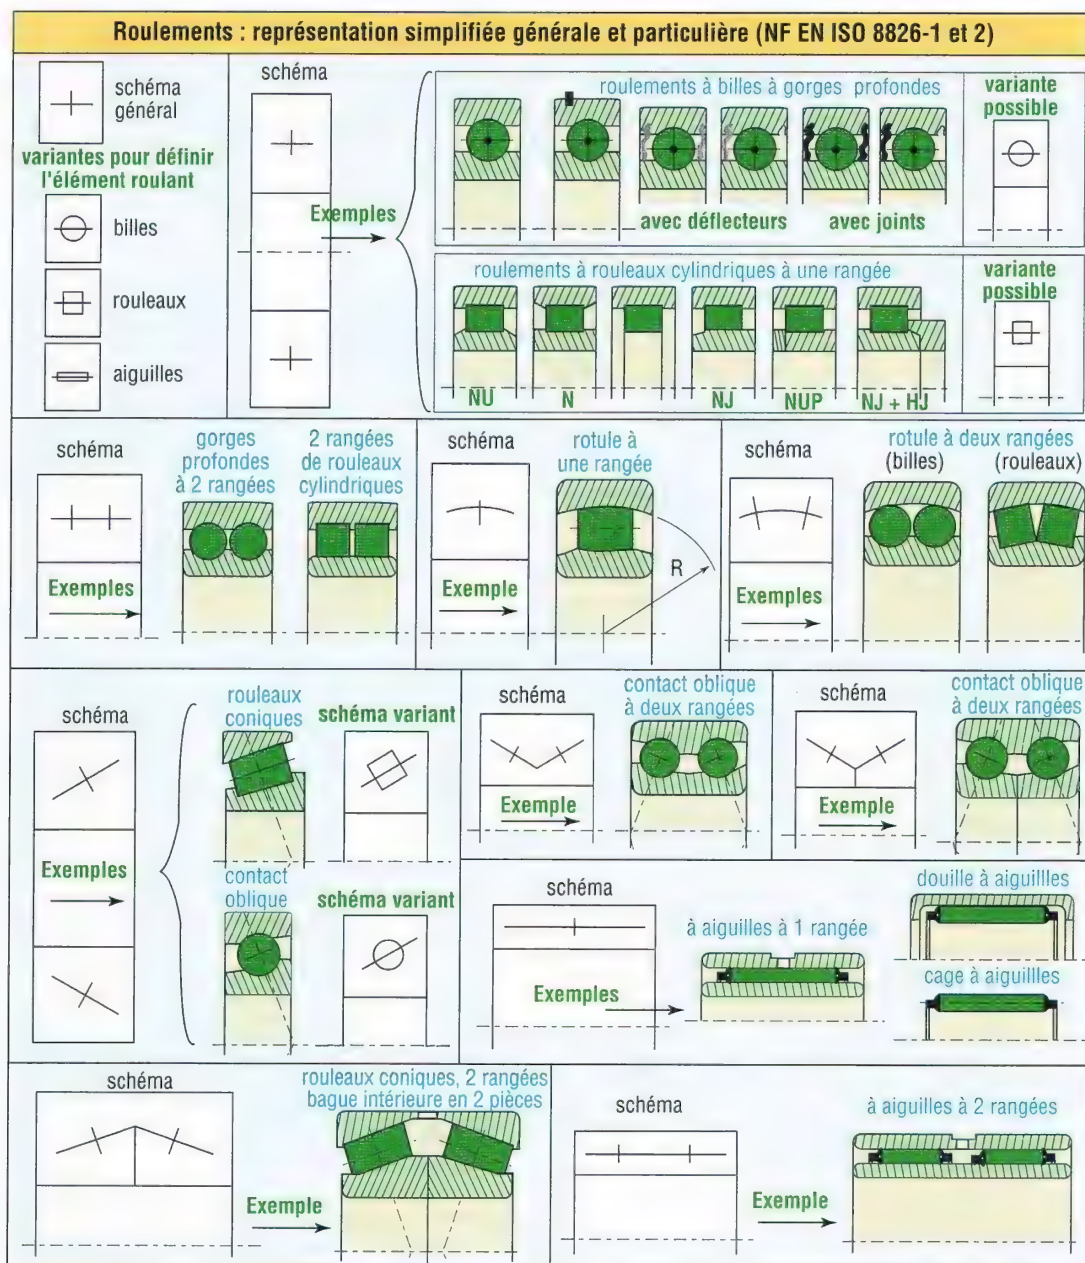 Roulements : représentation simplifiée générale et particulière (NF EN ISO 8826-1 et 2)
schéma
général
variantes pour définir
l'élément roulant
billes
rouleaux
aiguilles
schéma
Exemples
roulements à billes à gorges profondes
avec déflecteurs
avec joints
variante
possible
roulements à rouleaux cylindriques à une rangée
NU
N
NJ
NUP
NJ + HJ
variante
possible
schéma
gorges
profondes
à 2 rangées
2 rangées
de rouleaux
cylindriques
Exemples
schéma
rotule à
une rangée
R
Exemple
schéma
rotule à deux rangées
(billes)
(rouleaux)
Exemples
schéma
Exemples
rouleaux
coniques
schéma variant
contact
oblique
schéma variant
schéma
contact oblique
à deux rangées
Exemple
schéma
contact oblique
à deux rangées
Exemple
schéma
Exemples
à aiguilles à 1 rangée
douille à aiguillles
cage à aiguillles
schéma
rouleaux coniques, 2 rangées
bague intérieure en 2 pièces
Exemple
schéma
à aiguilles à 2 rangées
Exemple